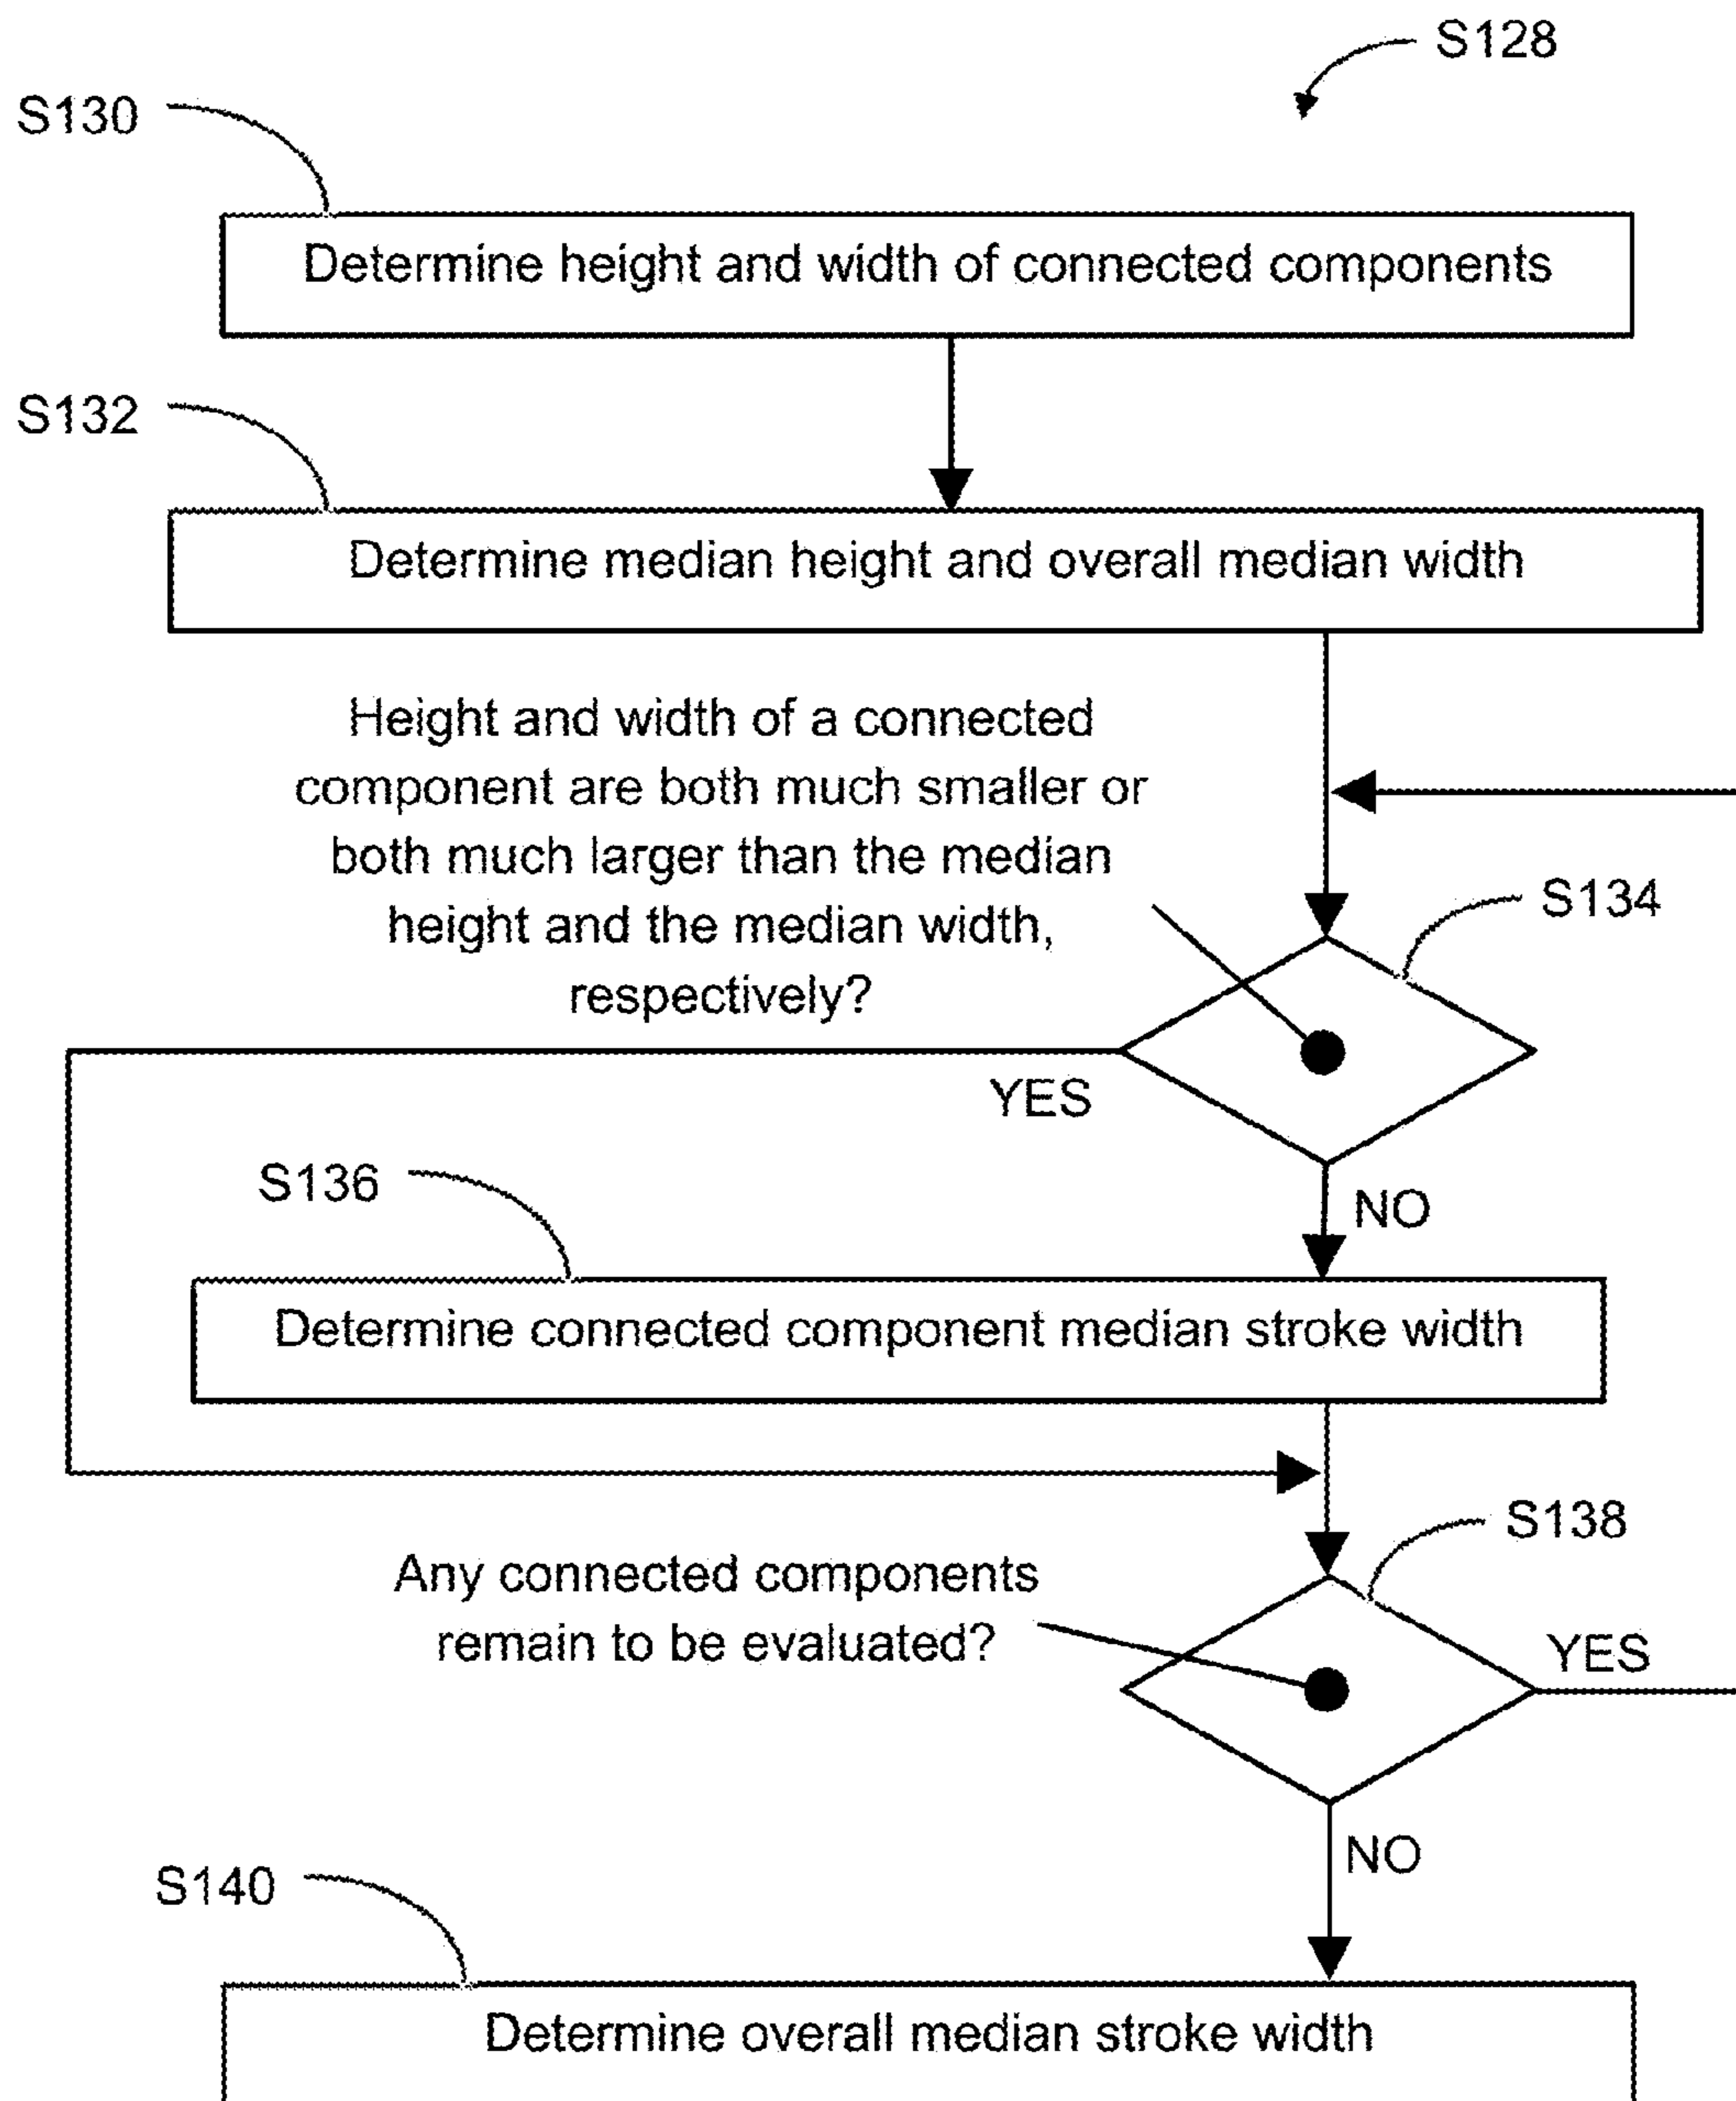 S128
S130
Determine height and width of connected components
S132
Determine median height and overall median width
Height and width of a connected
component are both much smaller or
both much larger than the median
height and the median width,
respectively?
S134
YES
NO
S136
Determine connected component median stroke width
S138
Any connected components
remain to be evaluated?
YES
NO
S140
Determine overall median stroke width